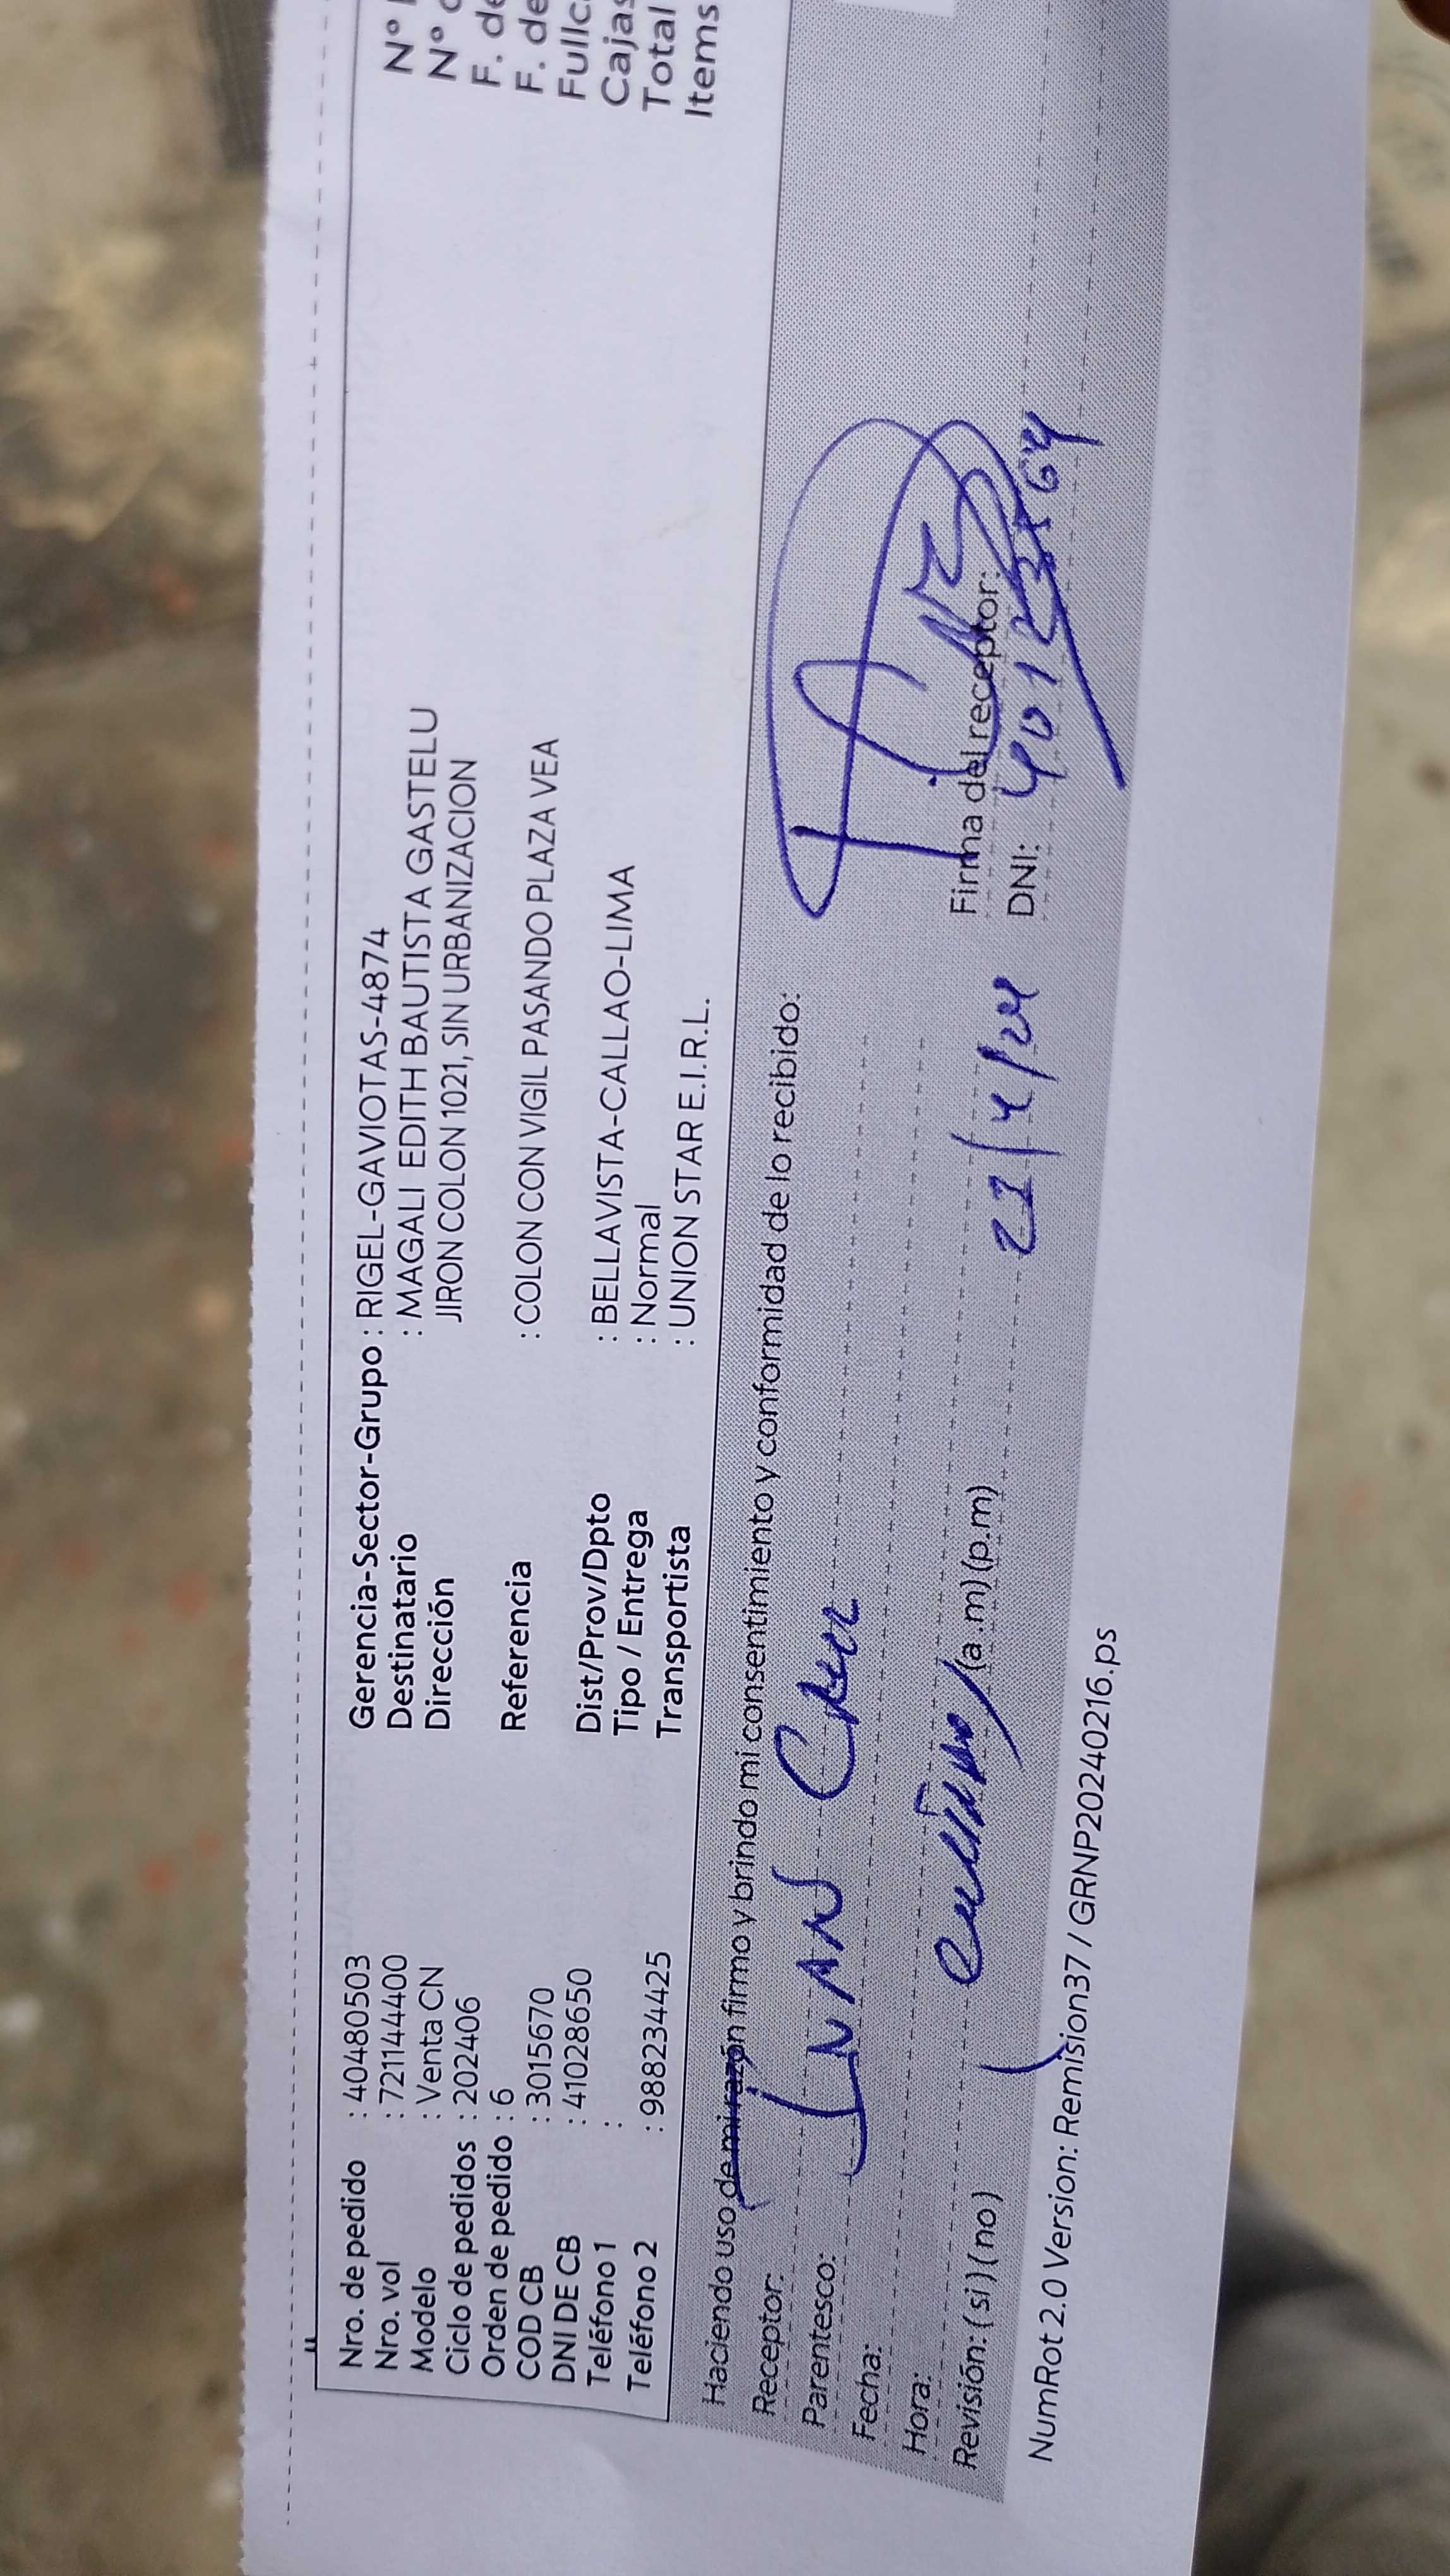 Nro. de pedido : 40480503
Nro. vol : 721144400
Modelo : Venta CN
Ciclo de pedidos : 202406
Orden de pedido : 6
COD CB : 3015670
DNI DE CB : 41028650
Teléfono 1 :
Teléfono 2 : 988234425
Gerencia-Sector-Grupo : RIGEL-GAVIOTAS-4874
Destinatario : MAGALI EDITH BAUTISTA GASTELU
Dirección JIRON COLON 1021, SIN URBANIZACION
Referencia : COLON CON VIGIL PASANDO PLAZA VEA
Dist/Prov/Dpto : BELLAVISTA-CALLAO-LIMA
Tipo / Entrega : Normal
Transportista : UNION STAR E.I.R.L.
N°
N°
F. de
F. de
Fullc
Cajas
Total
Items
Haciendo uso de mi razón firmo y brindo mi consentimiento y conformidad de lo recibido:
Receptor:
Parentesco:
Fecha:
Hora: (a.m) (p.m)
Revisión: (si) (no)
21/4/24
Firma del receptor:
DNI:
NumRot 2.0 Version: Remision37 / GRNP20240216.ps